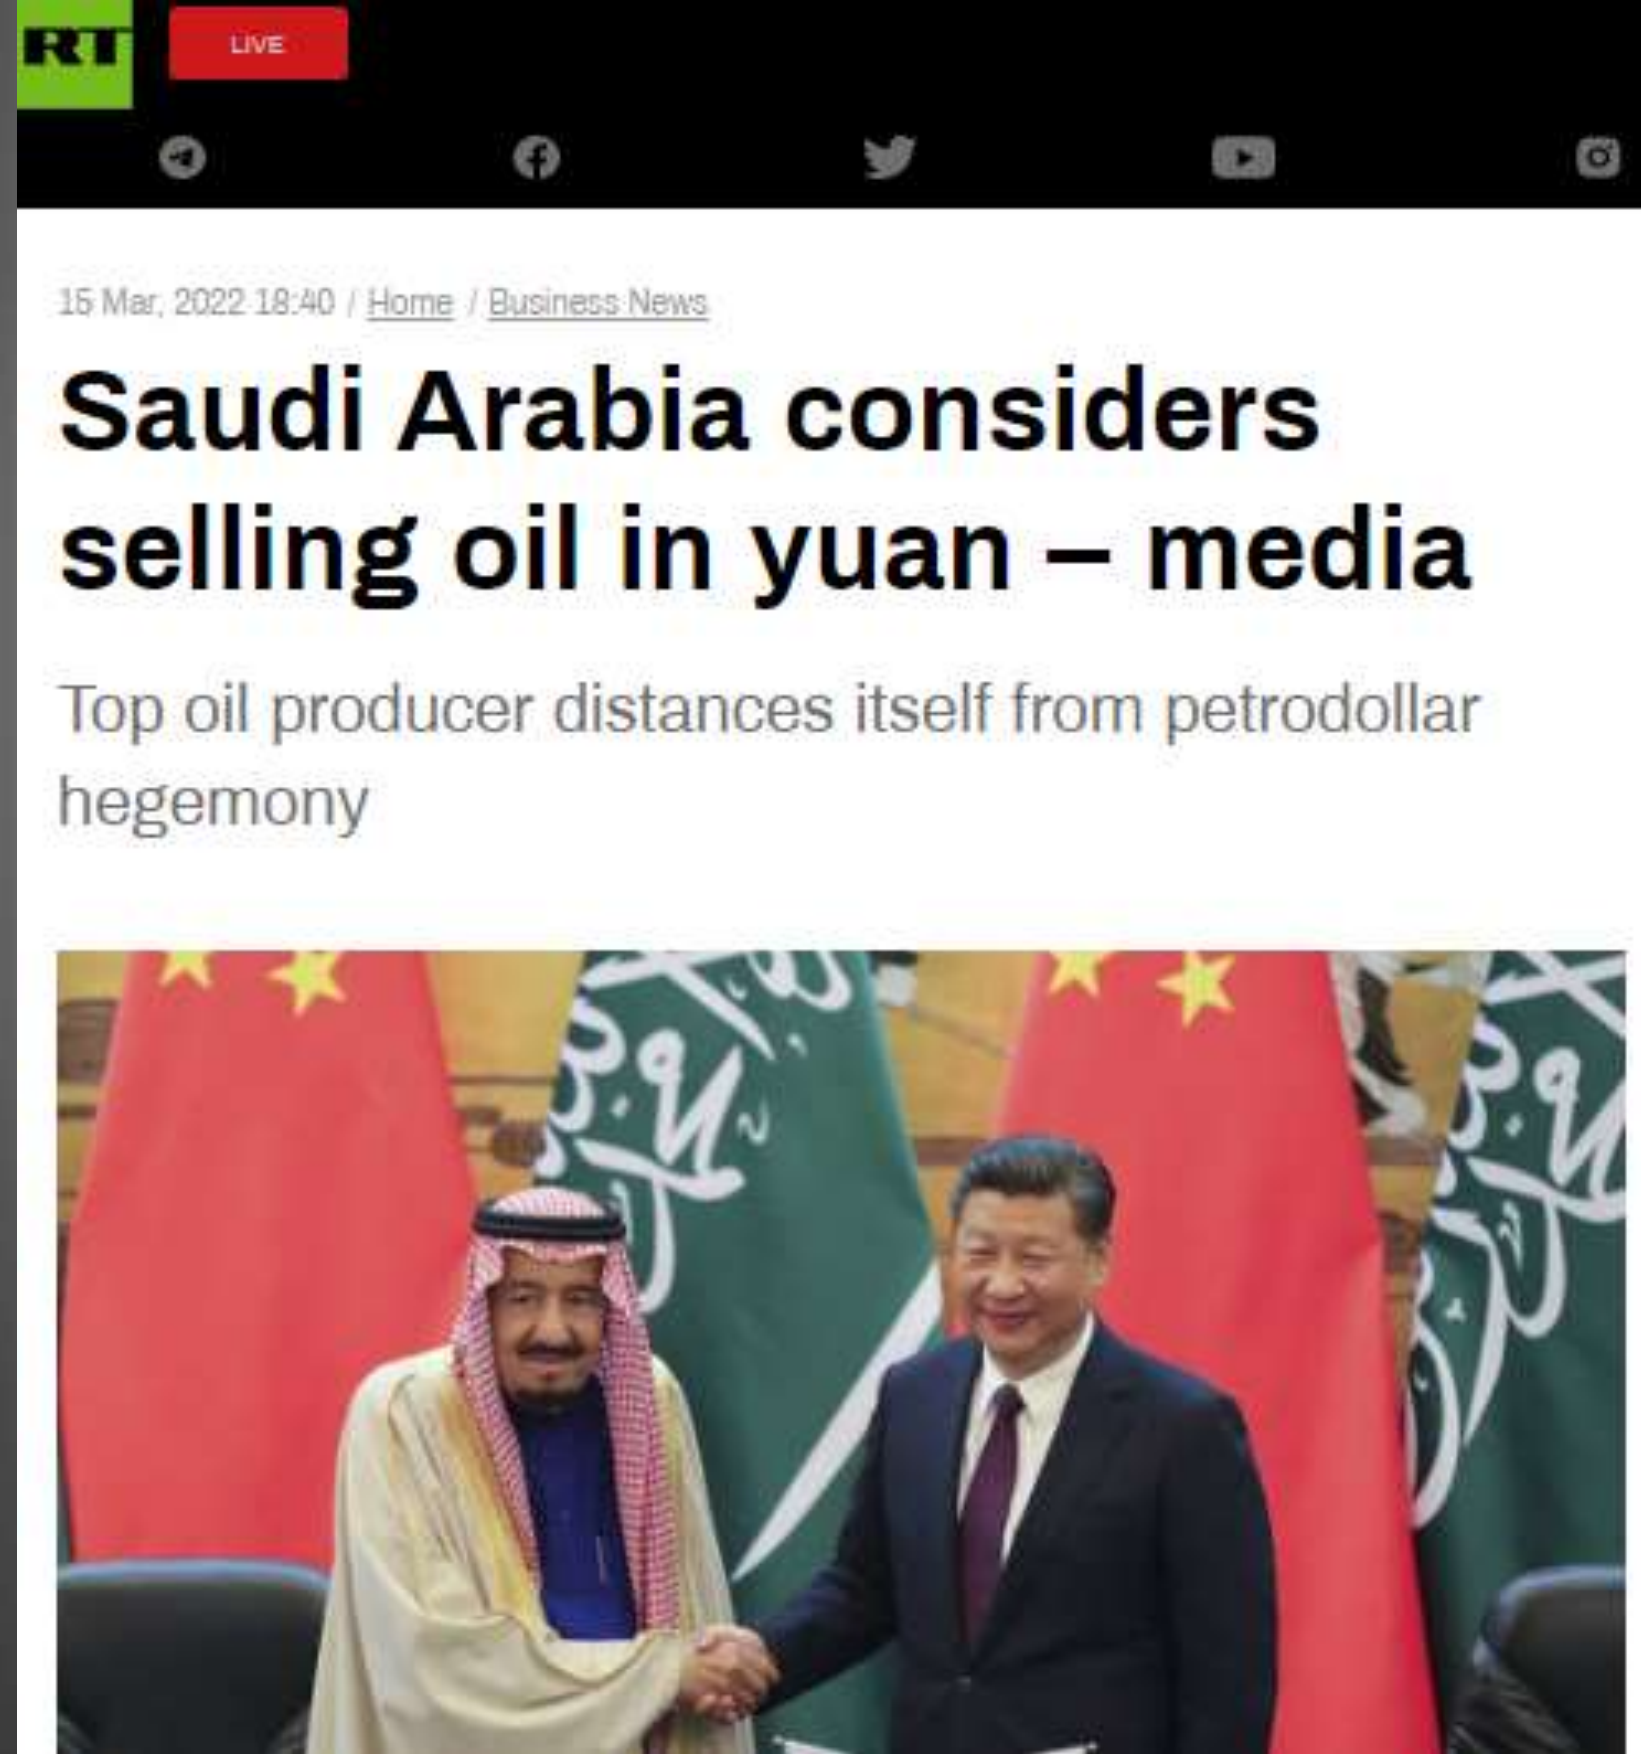 RT
LIVE
15 Mar, 2022 18:40 / Home / Business News
Saudi Arabia considers
selling oil in yuan – media
Top oil producer distances itself from petrodollar
hegemony